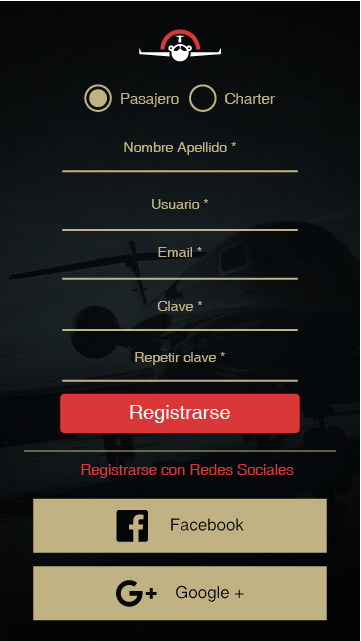 Pasajero Charter
Nombre Apellido *
Usuario *
Email *
Clave *
Repetir clave *
Registrarse
Registrarse con Redes Sociales
Facebook
Google +